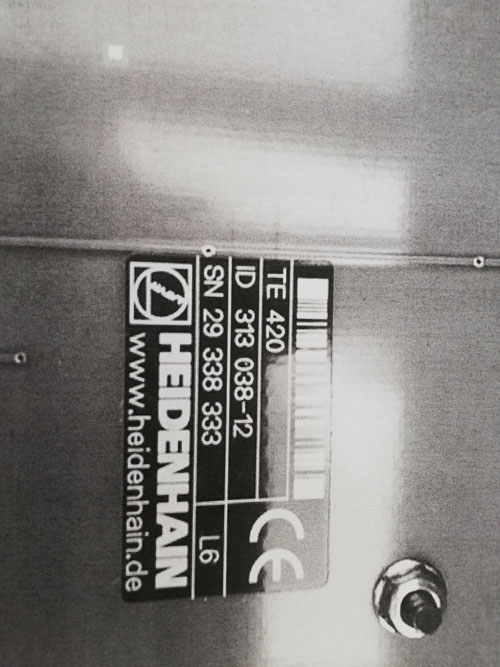 TE 420
ID 313 038-12
SN 29 338 333
L6
CE
HEIDENHAIN
www.heidenhain.de